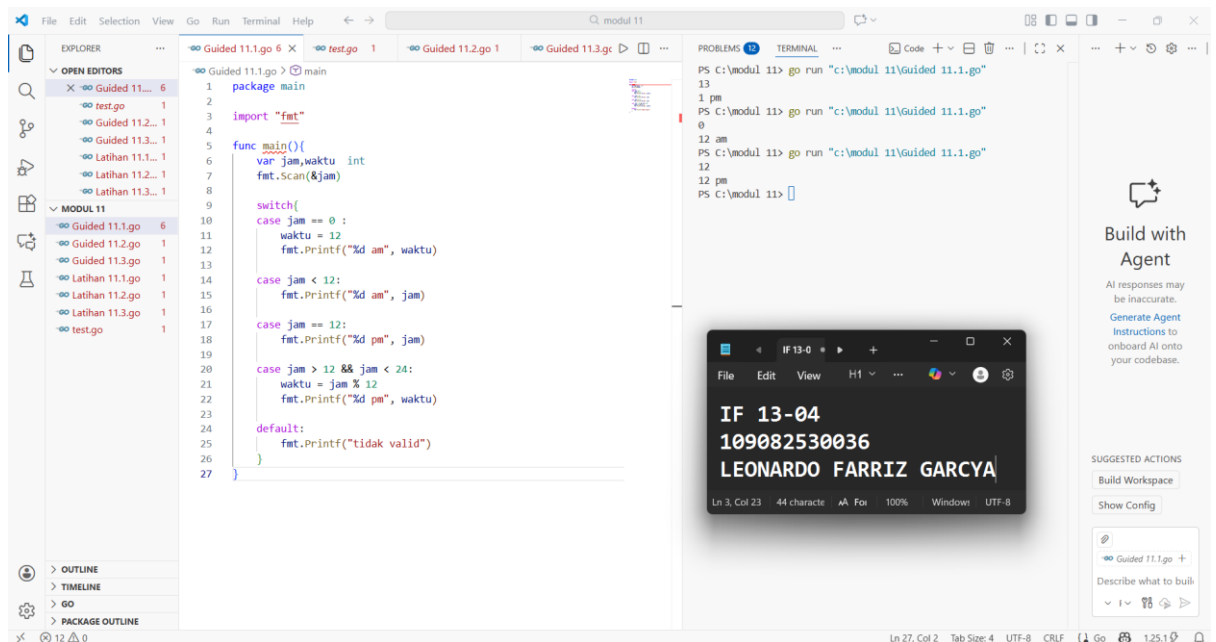 File Edit Selection View Go Run Terminal Help
modul 11
EXPLORER
OPEN EDITORS
Guided 11.... 6
test.go 1
Guided 11.2... 1
Guided 11.3... 1
Latihan 11.1... 1
Latihan 11.2... 1
Latihan 11.3... 1
MODUL 11
Guided 11.1.go 6
Guided 11.2.go 1
Guided 11.3.go 1
Latihan 11.1.go 1
Latihan 11.2.go 1
Latihan 11.3.go 1
test.go 1
OUTLINE
TIMELINE
GO
PACKAGE OUTLINE
Guided 11.1.go 6 test.go 1 Guided 11.2.go 1 Guided 11.3.gc
Guided 11.1.go > main
1 package main
2
3 import "fmt"
4
5 func main(){
6 var jam,waktu int
7 fmt.Scan(&jam)
8
9 switch{
10 case jam == 0 :
11 waktu = 12
12 fmt.Printf("%d am", waktu)
13
14 case jam < 12:
15 fmt.Printf("%d am", jam)
16
17 case jam == 12:
18 fmt.Printf("%d pm", jam)
19
20 case jam > 12 && jam < 24:
21 waktu = jam % 12
22 fmt.Printf("%d pm", waktu)
23
24 default:
25 fmt.Printf("tidak valid")
26 }
27 }
PROBLEMS 12 TERMINAL ... Code
PS C:\modul 11> go run "c:\modul 11\Guided 11.1.go"
13
1 pm
PS C:\modul 11> go run "c:\modul 11\Guided 11.1.go"
0
12 am
PS C:\modul 11> go run "c:\modul 11\Guided 11.1.go"
12
12 pm
PS C:\modul 11>
IF 13-0
File Edit View H1
IF 13-04
109082530036
LEONARDO FARRIZ GARCYA
Ln 3, Col 23 44 characte AA For 100% Windows UTF-8
Build with
Agent
AI responses may
be inaccurate.
Generate Agent
Instructions to
onboard AI onto
your codebase.
SUGGESTED ACTIONS
Build Workspace
Show Config
Guided 11.1.go
Describe what to buil
12 0
Ln 27, Col 2 Tab Size: 4 UTF-8 CRLF Go 1.25.1